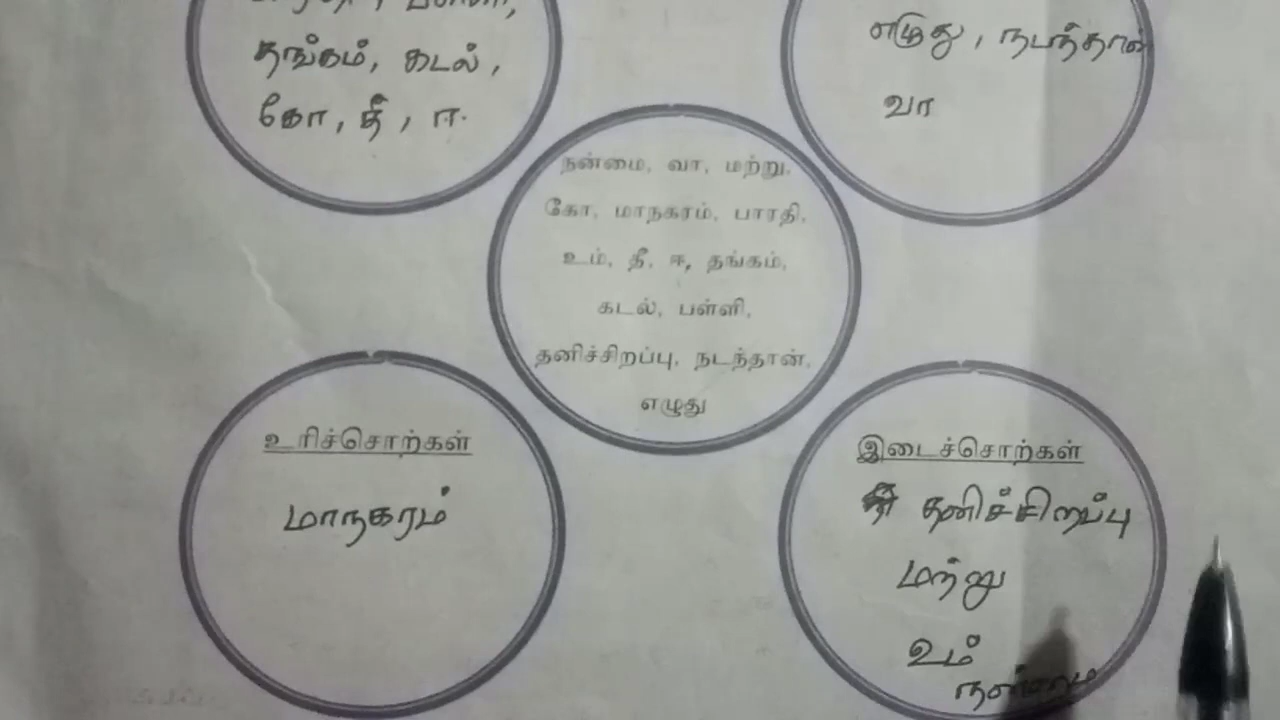 தங்கம், கடல்,
கோ, தீ, ஈ.
எழுது, நடந்தான்
வா
நன்மை, வா, மற்று,
கோ, மாநகரம், பாரதி,
உம், தீ, ஈ, தங்கம்,
கடல், பள்ளி,
தனிச்சிறப்பு, நடந்தான்,
எழுது
உரிச்சொற்கள்
மாநகரம்
இடைச்சொற்கள்
தனிச்சிறப்பு
மற்று
உம்
நன்மை